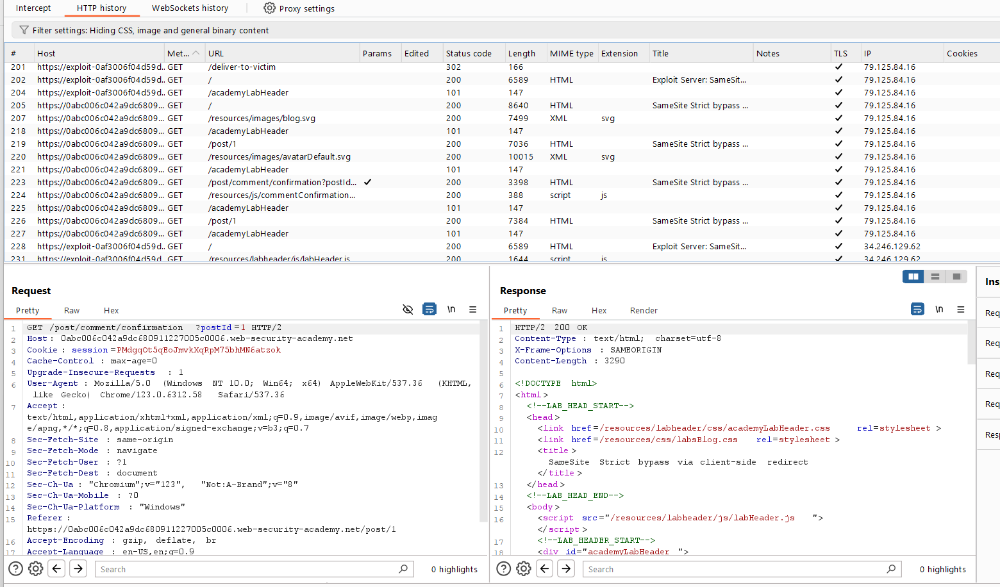 Intercept HTTP history WebSockets history Proxy settings
Filter settings: Hiding CSS, image and general binary content
# Host Met... URL Params Edited Status code Length MIME type Extension Title Notes TLS IP Cookies
201 https://exploit-0af3006f04d59d... GET /deliver-to-victim 302 166 ✓ 79.125.84.16
202 https://exploit-0af3006f04d59d... GET / 200 6589 HTML Exploit Server: SameSit... ✓ 79.125.84.16
204 https://exploit-0af3006f04d59d... GET /academyLabHeader 101 147 ✓ 79.125.84.16
205 https://0abc006c042a9dc6809... GET / 200 8640 HTML SameSite Strict bypass ... ✓ 79.125.84.16
207 https://0abc006c042a9dc6809... GET /resources/images/blog.svg 200 7499 XML svg ✓ 79.125.84.16
218 https://0abc006c042a9dc6809... GET /academyLabHeader 101 147 ✓ 79.125.84.16
219 https://0abc006c042a9dc6809... GET /post/1 200 7036 HTML SameSite Strict bypass ... ✓ 79.125.84.16
220 https://0abc006c042a9dc6809... GET /resources/images/avatarDefault.svg 200 10015 XML svg ✓ 79.125.84.16
221 https://0abc006c042a9dc6809... GET /academyLabHeader 101 147 ✓ 79.125.84.16
223 https://0abc006c042a9dc6809... GET /post/comment/confirmation?postId... ✓ 200 3398 HTML SameSite Strict bypass ... ✓ 79.125.84.16
224 https://0abc006c042a9dc6809... GET /resources/js/commentConfirmation... 200 388 script js ✓ 79.125.84.16
225 https://0abc006c042a9dc6809... GET /academyLabHeader 101 147 ✓ 79.125.84.16
226 https://0abc006c042a9dc6809... GET /post/1 200 7384 HTML SameSite Strict bypass ... ✓ 79.125.84.16
227 https://0abc006c042a9dc6809... GET /academyLabHeader 101 147 ✓ 79.125.84.16
228 https://exploit-0af3006f04d59d... GET / 200 6589 HTML Exploit Server: SameSit... ✓ 34.246.129.62
231 https://exploit-0af3006f04d59d... GET /resources/labheader/js/labHeader.js 200 1644 script js ✓ 34.246.129.62
Request
Pretty Raw Hex \n
1 GET /post/comment/confirmation ?postId =1 HTTP/2
2 Host : 0abc006c042a9dc680911227005c0006.web-security-academy.net
3 Cookie : session =PMdgqOt5qEoJmvkXqRpM75bhMN6atzok
4 Cache-Control : max-age=0
5 Upgrade-Insecure-Requests : 1
6 User-Agent : Mozilla/5.0 (Windows NT 10.0; Win64; x64) AppleWebKit/537.36 (KHTML,
like Gecko) Chrome/123.0.6312.58 Safari/537.36
7 Accept :
text/html,application/xhtml+xml,application/xml;q=0.9,image/avif,image/webp,imag
e/apng,*/*;q=0.8,application/signed-exchange;v=b3;q=0.7
8 Sec-Fetch-Site : same-origin
9 Sec-Fetch-Mode : navigate
10 Sec-Fetch-User : ?1
11 Sec-Fetch-Dest : document
12 Sec-Ch-Ua : "Chromium";v="123", "Not:A-Brand";v="8"
13 Sec-Ch-Ua-Mobile : ?0
14 Sec-Ch-Ua-Platform : "Windows"
15 Referer :
https://0abc006c042a9dc680911227005c0006.web-security-academy.net/post/1
16 Accept-Encoding : gzip, deflate, br
17 Accept-Language : en-US,en;q=0.9
Search 0 highlights
Response
Pretty Raw Hex Render \n
1 HTTP/2 200 OK
2 Content-Type : text/html; charset=utf-8
3 X-Frame-Options : SAMEORIGIN
4 Content-Length : 3290
5
6 <!DOCTYPE html>
7 <html >
8 <!--LAB_HEAD_START-->
9 <head >
10 <link href =/resources/labheader/css/academyLabHeader.css rel=stylesheet >
11 <link href =/resources/css/labsBlog.css rel=stylesheet >
12 <title >
SameSite Strict bypass via client-side redirect
</title >
13 </head >
14 <!--LAB_HEAD_END-->
15 <body >
16 <script src ="/resources/labheader/js/labHeader.js ">
</script >
17 <!--LAB_HEADER_START-->
18 <div id="academyLabHeader ">
Search 0 highlights
Ins
Req
Req
Req
Req
Resp